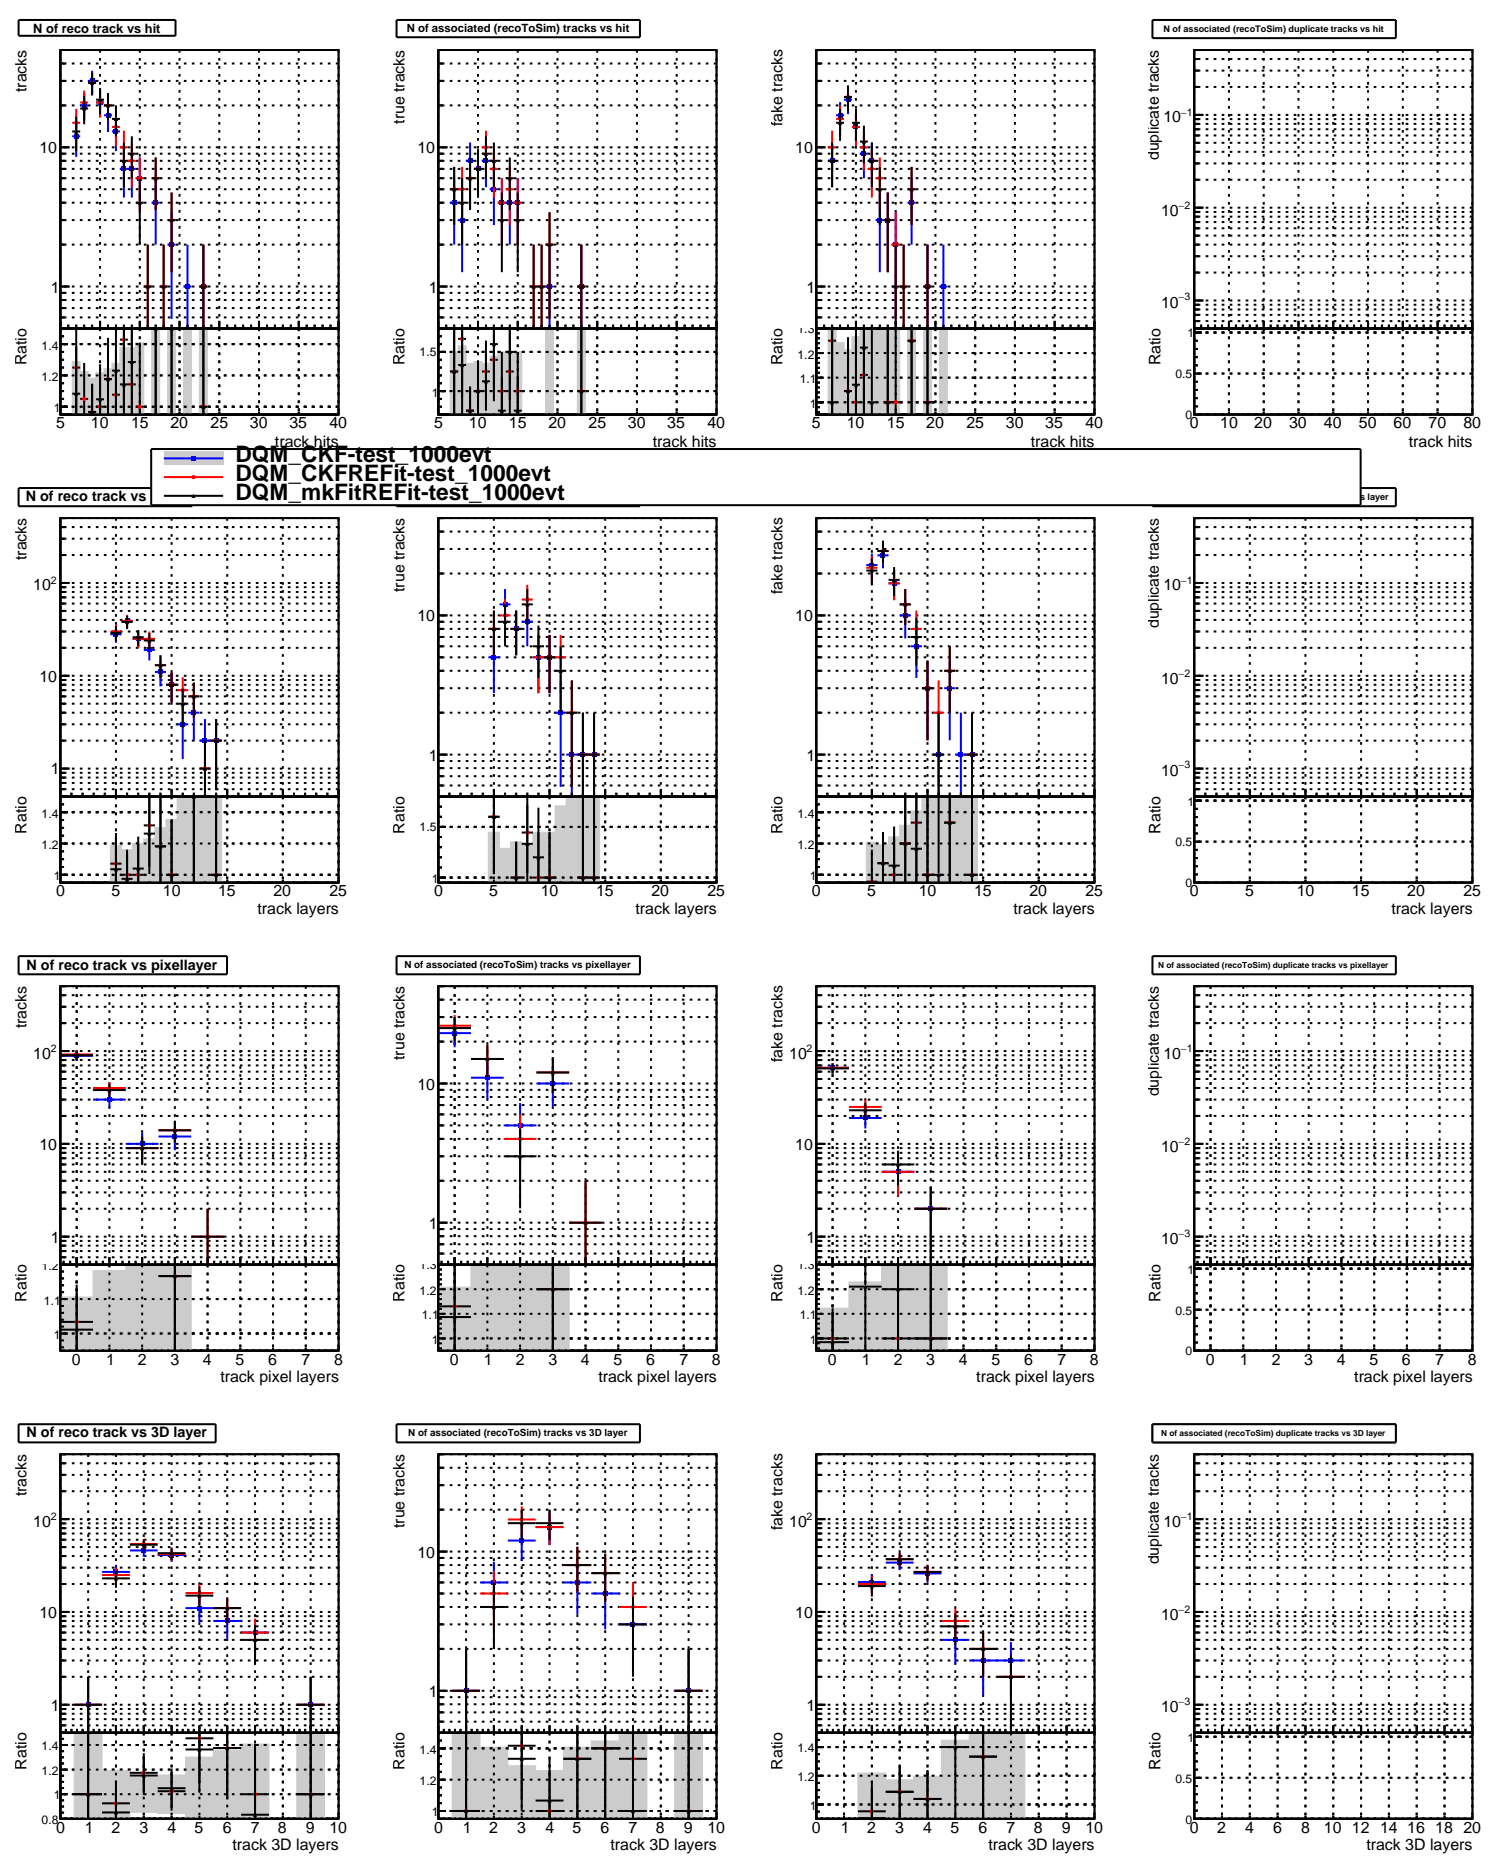 N of reco track vs hit
N of associated (recoToSim) tracks vs hit
N of associated (recoToSim) duplicate tracks vs hit
tracks
true tracks
fake tracks
duplicate tracks
10
1
10
1
10
1
10⁻¹
10⁻²
10⁻³
Ratio
Ratio
Ratio
Ratio
1.4
1.2
1
1.5
1
1.3
1.2
1.1
1
1
0.5
0
5 10 15 20 25 30 35 40
5 10 15 20 25 30 35 40
5 10 15 20 25 30 35 40
0 10 20 30 40 50 60 70 80
track hits
track hits
track hits
track hits
DQM_CKF-test_1000evt
DQM_CKFREFit-test_1000evt
DQM_mkFitREFit-test_1000evt
N of reco track vs
layer
tracks
true tracks
fake tracks
duplicate tracks
10²
10
1
10
1
10
1
10⁻¹
10⁻²
10⁻³
Ratio
Ratio
Ratio
Ratio
1.4
1.2
1
1.5
1
1.4
1.2
1
1
0.5
0
0 5 10 15 20 25
0 5 10 15 20 25
0 5 10 15 20 25
0 5 10 15 20 25
track layers
track layers
track layers
track layers
N of reco track vs pixellayer
N of associated (recoToSim) tracks vs pixellayer
N of associated (recoToSim) duplicate tracks vs pixellayer
tracks
true tracks
fake tracks
duplicate tracks
10²
10
1
10
1
10²
10
1
10⁻¹
10⁻²
10⁻³
Ratio
Ratio
Ratio
Ratio
1.2
1.1
1
1.3
1.2
1.1
1
1.3
1.2
1.1
1
1
0.5
0
0 1 2 3 4 5 6 7 8
0 1 2 3 4 5 6 7 8
0 1 2 3 4 5 6 7 8
0 1 2 3 4 5 6 7 8
track pixel layers
track pixel layers
track pixel layers
track pixel layers
N of reco track vs 3D layer
N of associated (recoToSim) tracks vs 3D layer
N of associated (recoToSim) duplicate tracks vs 3D layer
tracks
true tracks
fake tracks
duplicate tracks
10²
10
1
10
1
10²
10
1
10⁻¹
10⁻²
10⁻³
Ratio
Ratio
Ratio
Ratio
1.4
1.2
1
0.8
1.4
1.2
1
1.4
1.2
1
1
0.5
0
0 1 2 3 4 5 6 7 8 9 10
0 1 2 3 4 5 6 7 8 9 10
0 1 2 3 4 5 6 7 8 9 10
0 2 4 6 8 10 12 14 16 18 20
track 3D layers
track 3D layers
track 3D layers
track 3D layers